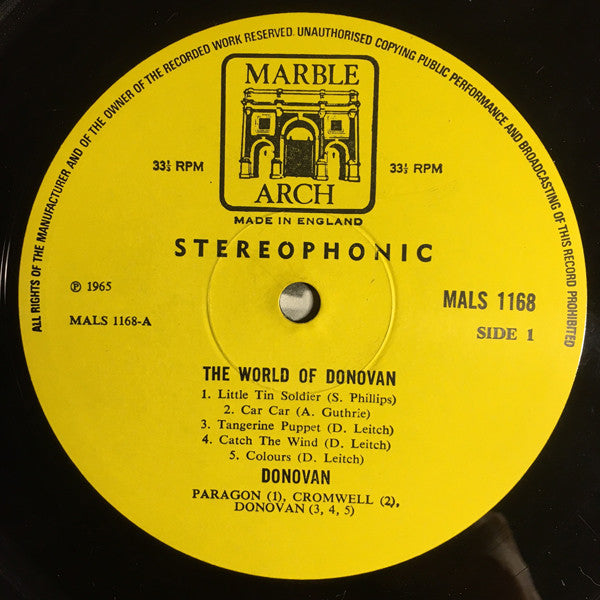 ALL RIGHTS OF THE MANUFACTURER AND OF THE OWNER OF THE RECORDED WORK RESERVED. UNAUTHORISED COPYING PUBLIC PERFORMANCE AND BROADCASTING OF THIS RECORD PROHIBITED
MARBLE
ARCH
33⅓ RPM 33⅓ RPM
MADE IN ENGLAND
STEREOPHONIC
℗ 1965
MALS 1168
MALS 1168-A
SIDE 1
THE WORLD OF DONOVAN
1. Little Tin Soldier (S. Phillips)
2. Car Car (A. Guthrie)
3. Tangerine Puppet (D. Leitch)
4. Catch The Wind (D. Leitch)
5. Colours (D. Leitch)
DONOVAN
PARAGON (1), CROMWELL (2),
DONOVAN (3, 4, 5)